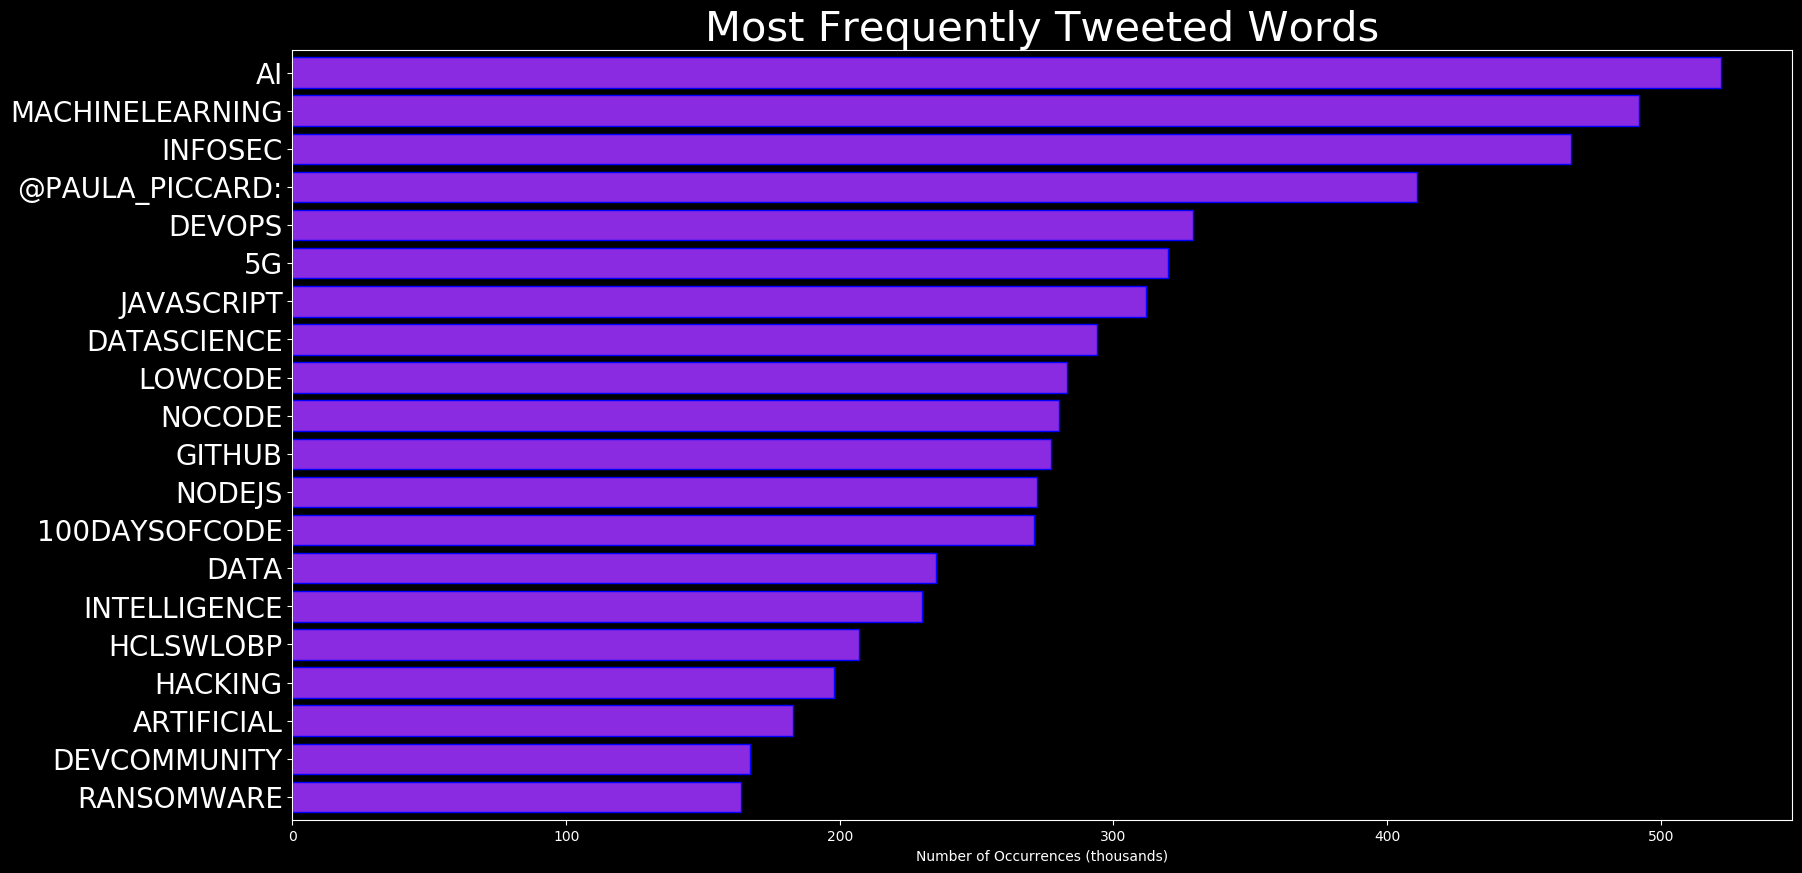 Most Frequently Tweeted Words
AI
MACHINELEARNING
INFOSEC
@PAULA_PICCARD:
DEVOPS
5G
JAVASCRIPT
DATASCIENCE
LOWCODE
NOCODE
GITHUB
NODEJS
100DAYSOFCODE
DATA
INTELLIGENCE
HCLSWLOBP
HACKING
ARTIFICIAL
DEVCOMMUNITY
RANSOMWARE
0 100 200 300 400 500
Number of Occurrences (thousands)